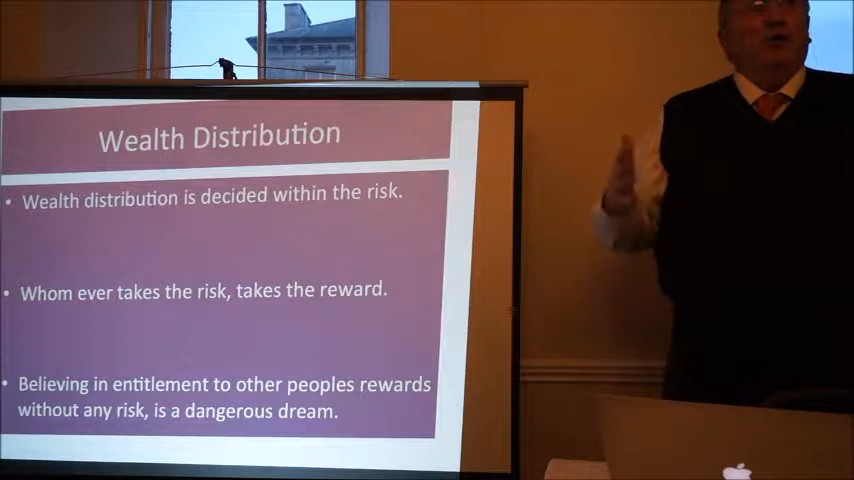 Wealth Distribution
• Wealth distribution is decided within the risk.
• Whom ever takes the risk, takes the reward.
• Believing in entitlement to other peoples rewards
without any risk, is a dangerous dream.